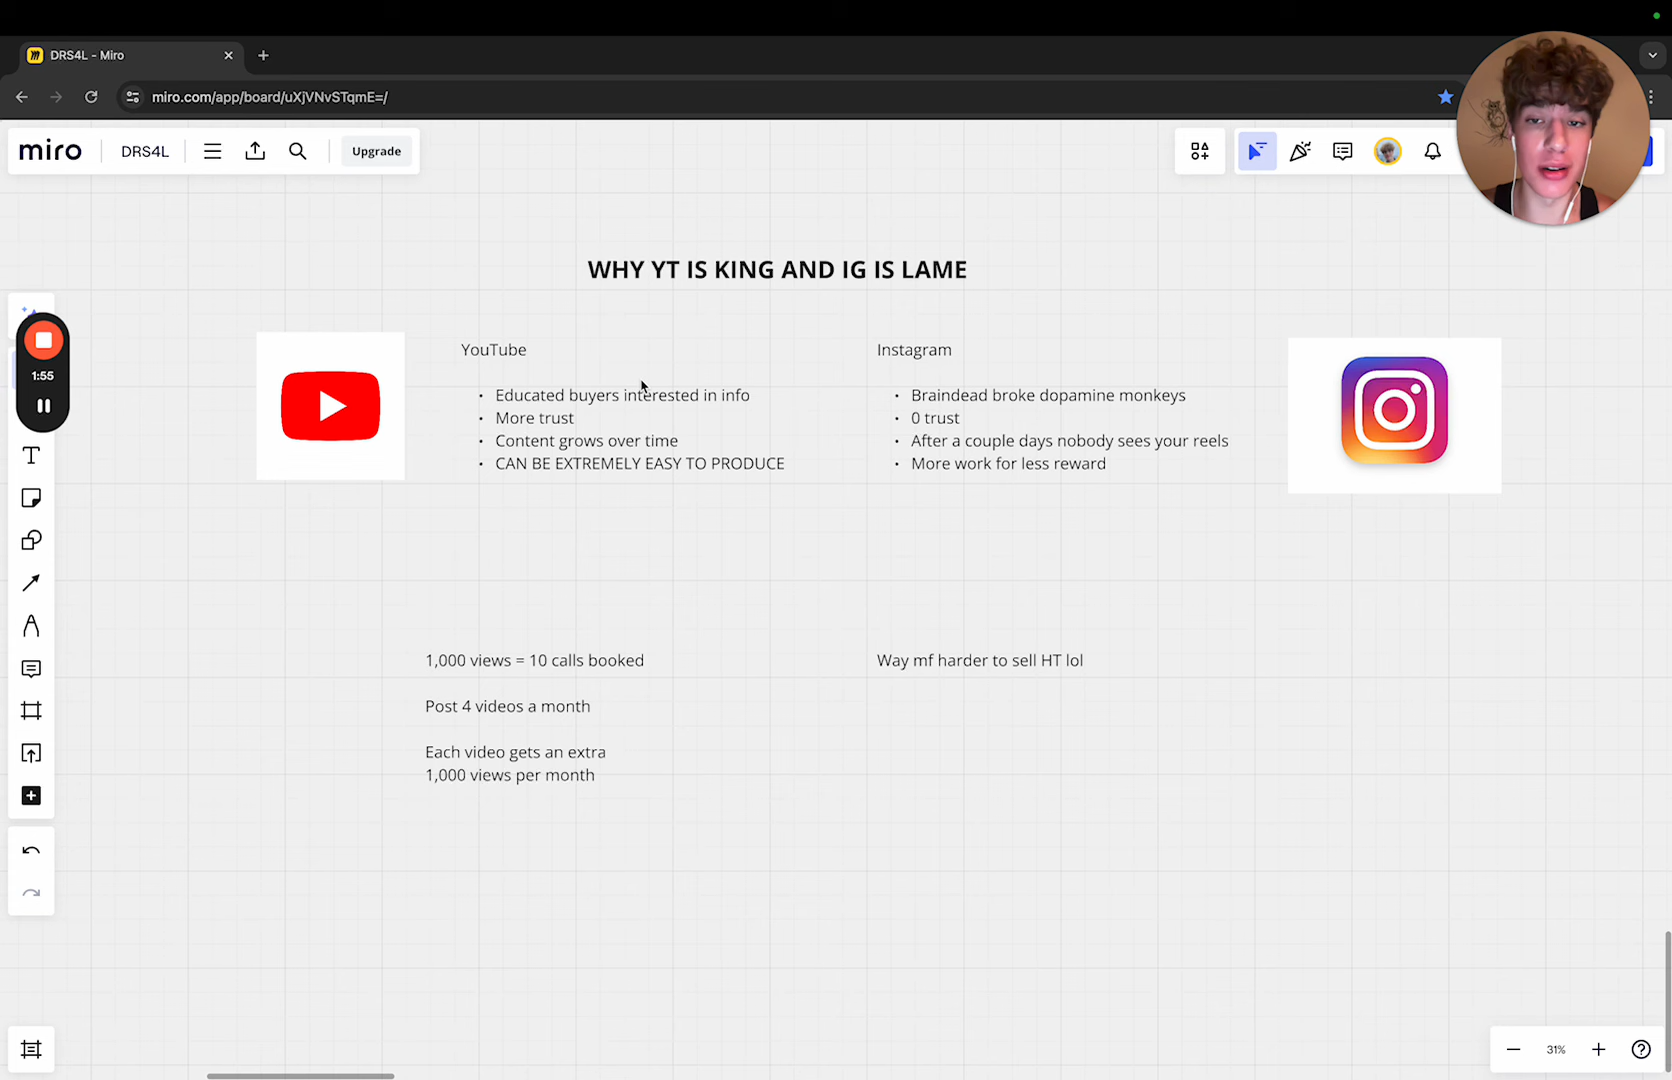 DRS4L - Miro
miro.com/app/board/uXjVNvSTqmE=/
miro
DRS4L
Upgrade
WHY YT IS KING AND IG IS LAME
1:55
YouTube
• Educated buyers interested in info
• More trust
• Content grows over time
• CAN BE EXTREMELY EASY TO PRODUCE
Instagram
• Braindead broke dopamine monkeys
• 0 trust
• After a couple days nobody sees your reels
• More work for less reward
1,000 views = 10 calls booked
Post 4 videos a month
Each video gets an extra
1,000 views per month
Way mf harder to sell HT lol
31%